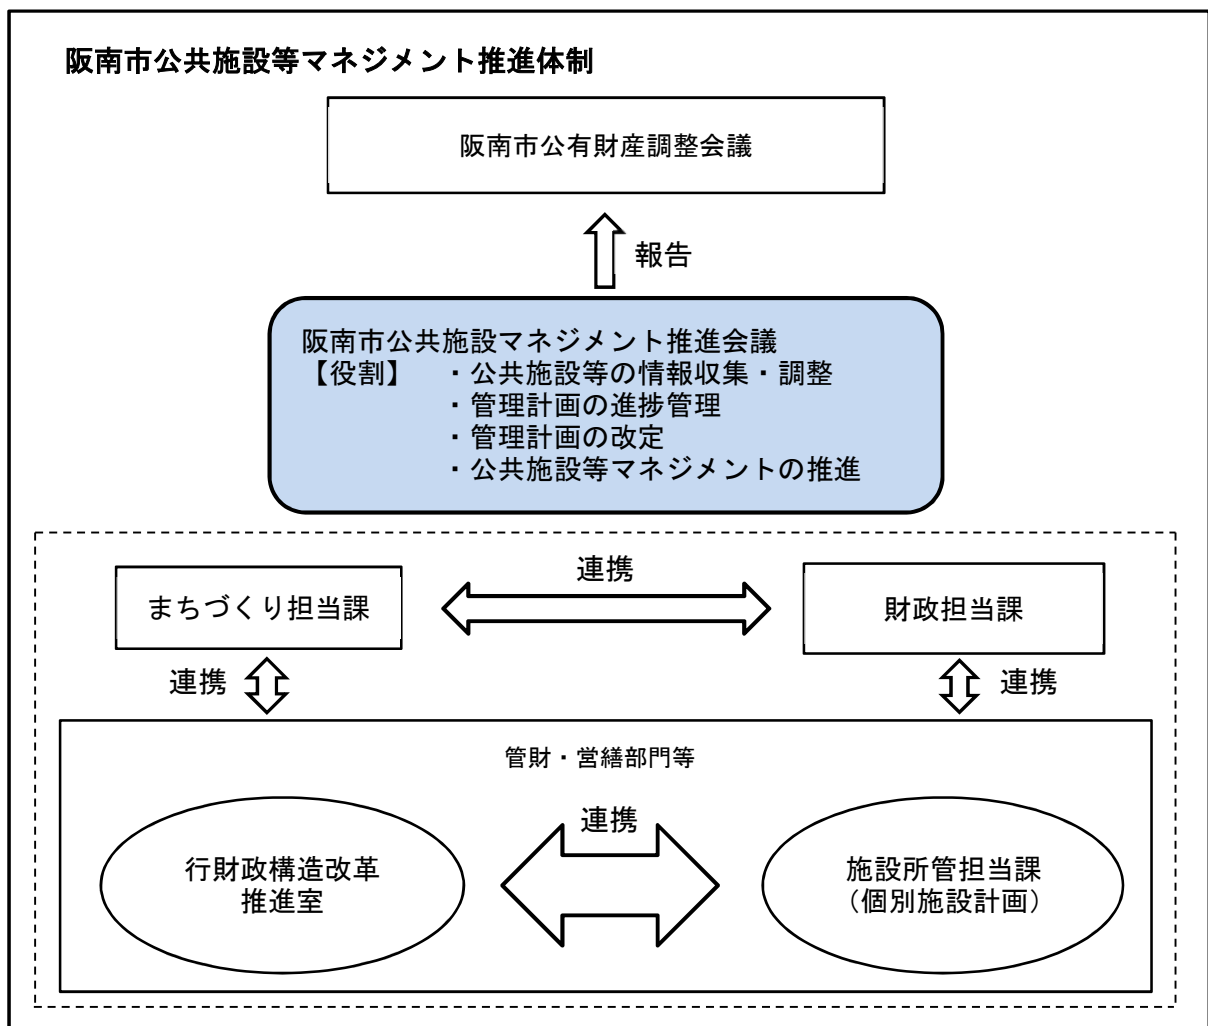 阪南市公共施設等マネジメント推進体制
阪南市公有財産調整会議
報告
阪南市公共施設マネジメント推進会議
【役割】　・公共施設等の情報収集・調整
・管理計画の進捗管理
・管理計画の改定
・公共施設等マネジメントの推進
連携
まちづくり担当課
財政担当課
連携
連携
管財・営繕部門等
連携
行財政構造改革
推進室
施設所管担当課
（個別施設計画）